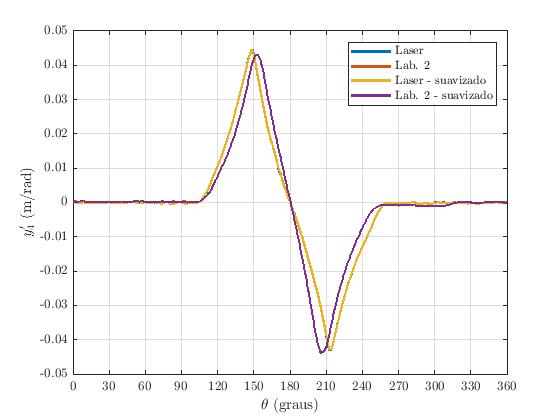 0.05
0.04
0.03
0.02
0.01
0
-0.01
-0.02
-0.03
-0.04
-0.05
y′₁ (m/rad)
Laser
Lab. 2
Laser - suavizado
Lab. 2 - suavizado
0 30 60 90 120 150 180 210 240 270 300 330 360
θ (graus)